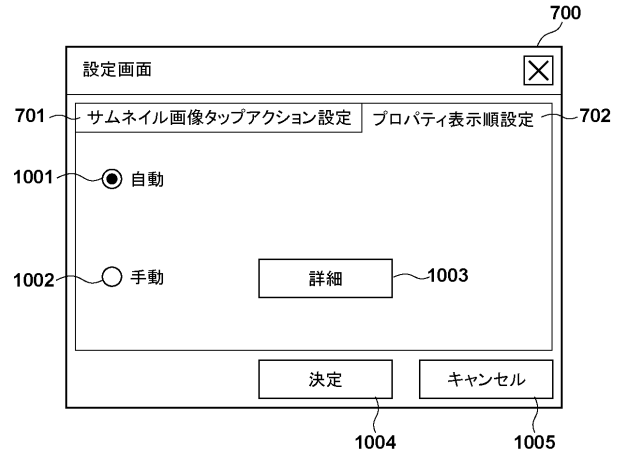 700
設定画面
701
サムネイル画像タップアクション設定
プロパティ表示順設定
702
1001
自動
1002
手動
詳細
1003
決定
キャンセル
1004
1005